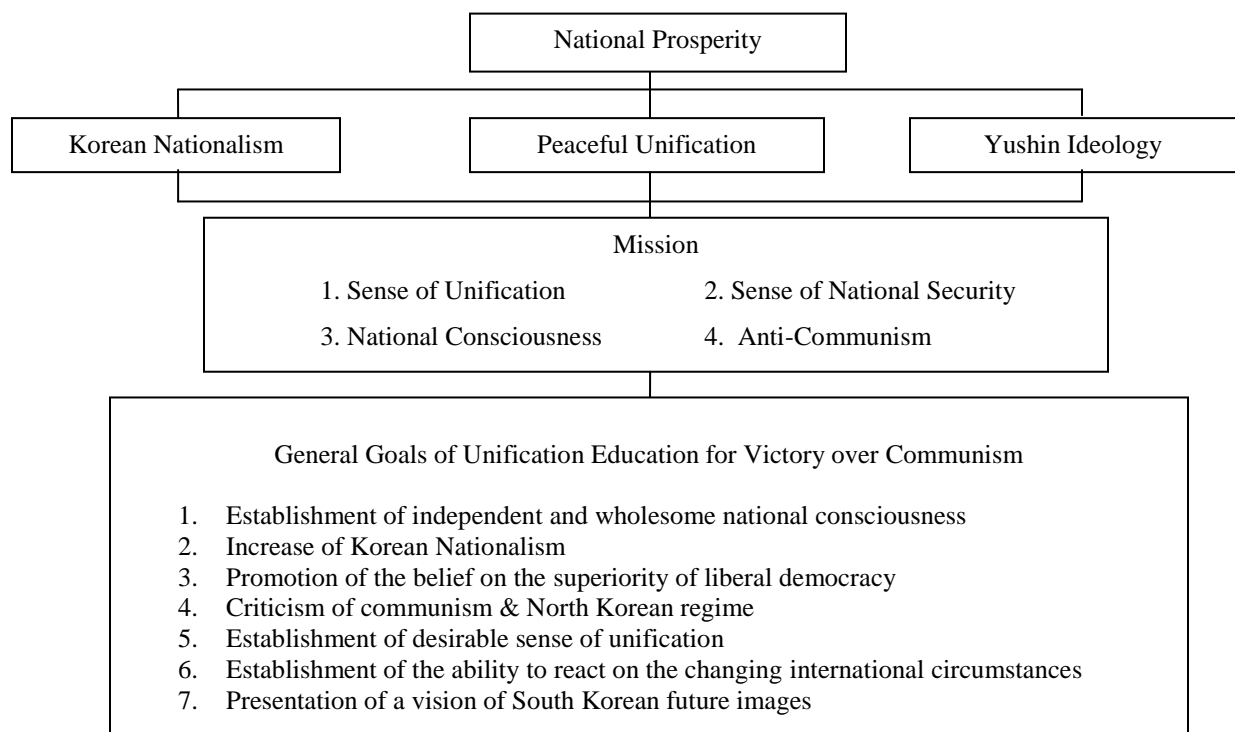 National Prosperity
Korean Nationalism
Peaceful Unification
Yushin Ideology
Mission
1. Sense of Unification 2. Sense of National Security
3. National Consciousness 4. Anti-Communism
General Goals of Unification Education for Victory over Communism
1. Establishment of independent and wholesome national consciousness
2. Increase of Korean Nationalism
3. Promotion of the belief on the superiority of liberal democracy
4. Criticism of communism & North Korean regime
5. Establishment of desirable sense of unification
6. Establishment of the ability to react on the changing international circumstances
7. Presentation of a vision of South Korean future images